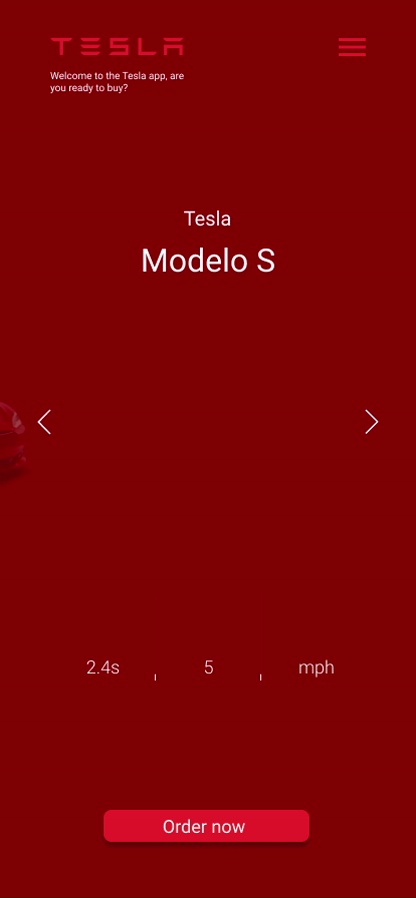 TESLA
Welcome to the Tesla app, are
you ready to buy?
Tesla
Modelo S
2.4s
5
mph
Order now